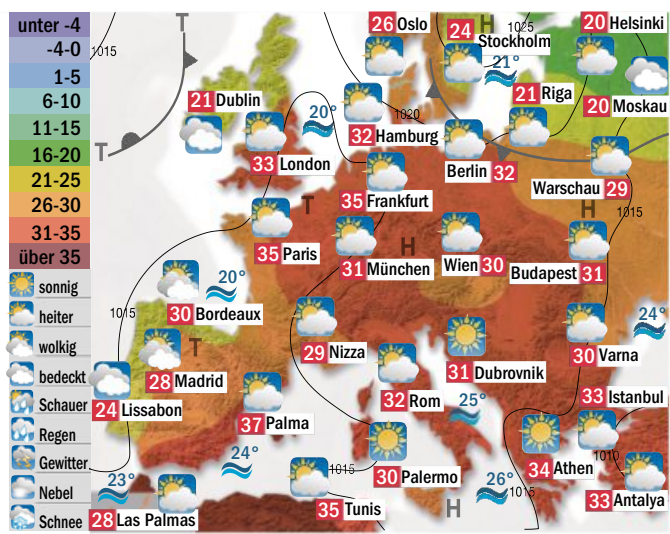 unter -4
-4-0
1-5
6-10
11-15
16-20
21-25
26-30
31-35
über 35
sonnig
heiter
wolkig
bedeckt
Schauer
Regen
Gewitter
Nebel
Schnee
T
1015
26 Oslo
H
24
Stockholm
1025
20 Helsinki
21°
21 Dublin
20°
1020
21 Riga
20 Moskau
T
32 Hamburg
33 London
Berlin 32
Warschau 29
35 Frankfurt
T
H
1015
35 Paris
31 München
H
Wien 30
Budapest 31
20°
1015
30 Bordeaux
24°
T
29 Nizza
30 Varna
28 Madrid
31 Dubrovnik
24 Lissabon
32 Rom
25°
33 Istanbul
37 Palma
24°
1015
30 Palermo
34 Athen
1010
23°
26°
1015
33 Antalya
28 Las Palmas
35 Tunis
H